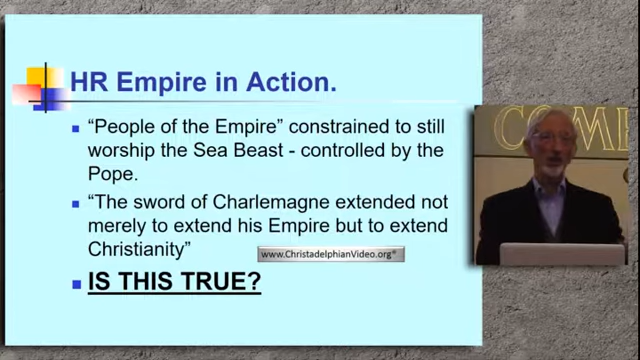 HR Empire in Action.
"People of the Empire" constrained to still
worship the Sea Beast - controlled by the
Pope.
"The sword of Charlemagne extended not
merely to extend his Empire but to extend
Christianity"
www.ChristadelphianVideo.org®
IS THIS TRUE?